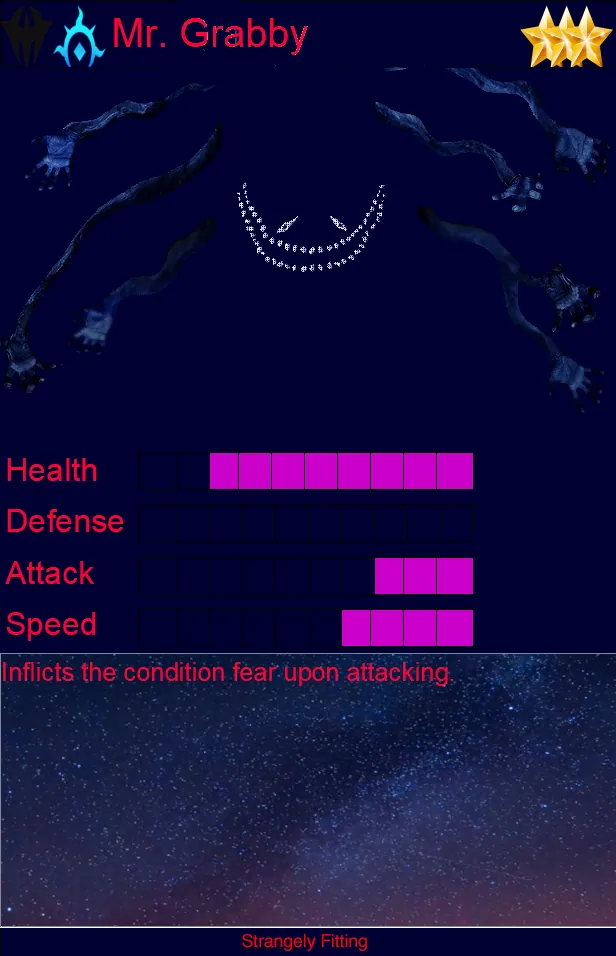 Mr. Grabby
Health
Defense
Attack
Speed
Inflicts the condition fear upon attacking.
Strangely Fitting